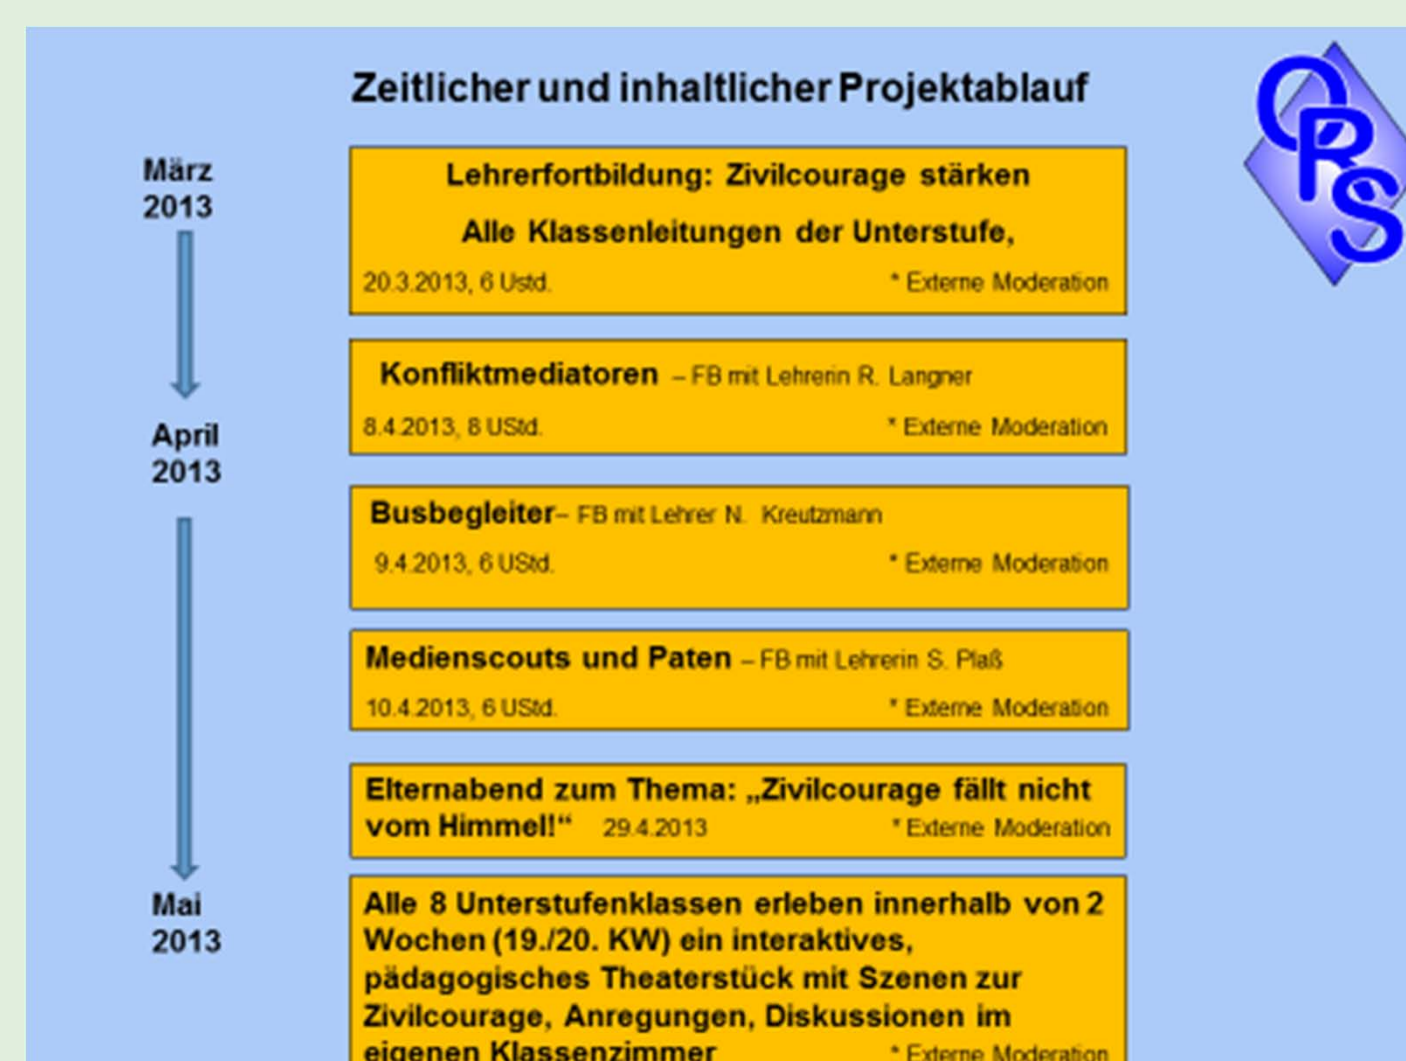 Zeitlicher und inhaltlicher Projektablauf
ORS
März
2013
Lehrerfortbildung: Zivilcourage stärken
Alle Klassenleitungen der Unterstufe,
20.3.2013, 6 Ustd. * Externe Moderation
Konfliktmediatoren – FB mit Lehrerin R. Langner
8.4.2013, 8 UStd. * Externe Moderation
April
2013
Busbegleiter– FB mit Lehrer N. Kreutzmann
9.4.2013, 6 UStd. * Externe Moderation
Medienscouts und Paten – FB mit Lehrerin S. Plaß
10.4.2013, 6 UStd. * Externe Moderation
Elternabend zum Thema: „Zivilcourage fällt nicht
vom Himmel!“ 29.4.2013 * Externe Moderation
Mai
2013
Alle 8 Unterstufenklassen erleben innerhalb von 2
Wochen (19./20. KW) ein interaktives,
pädagogisches Theaterstück mit Szenen zur
Zivilcourage, Anregungen, Diskussionen im
eigenen Klassenzimmer * Externe Moderation